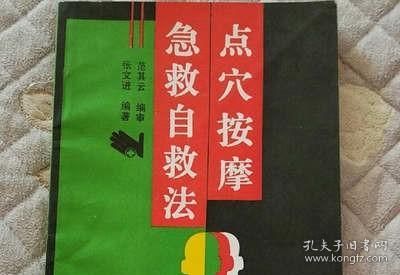 点穴按摩
急救自救法
范其云 编审
张文进 编著
孔夫子旧书网
www.kongfz.com